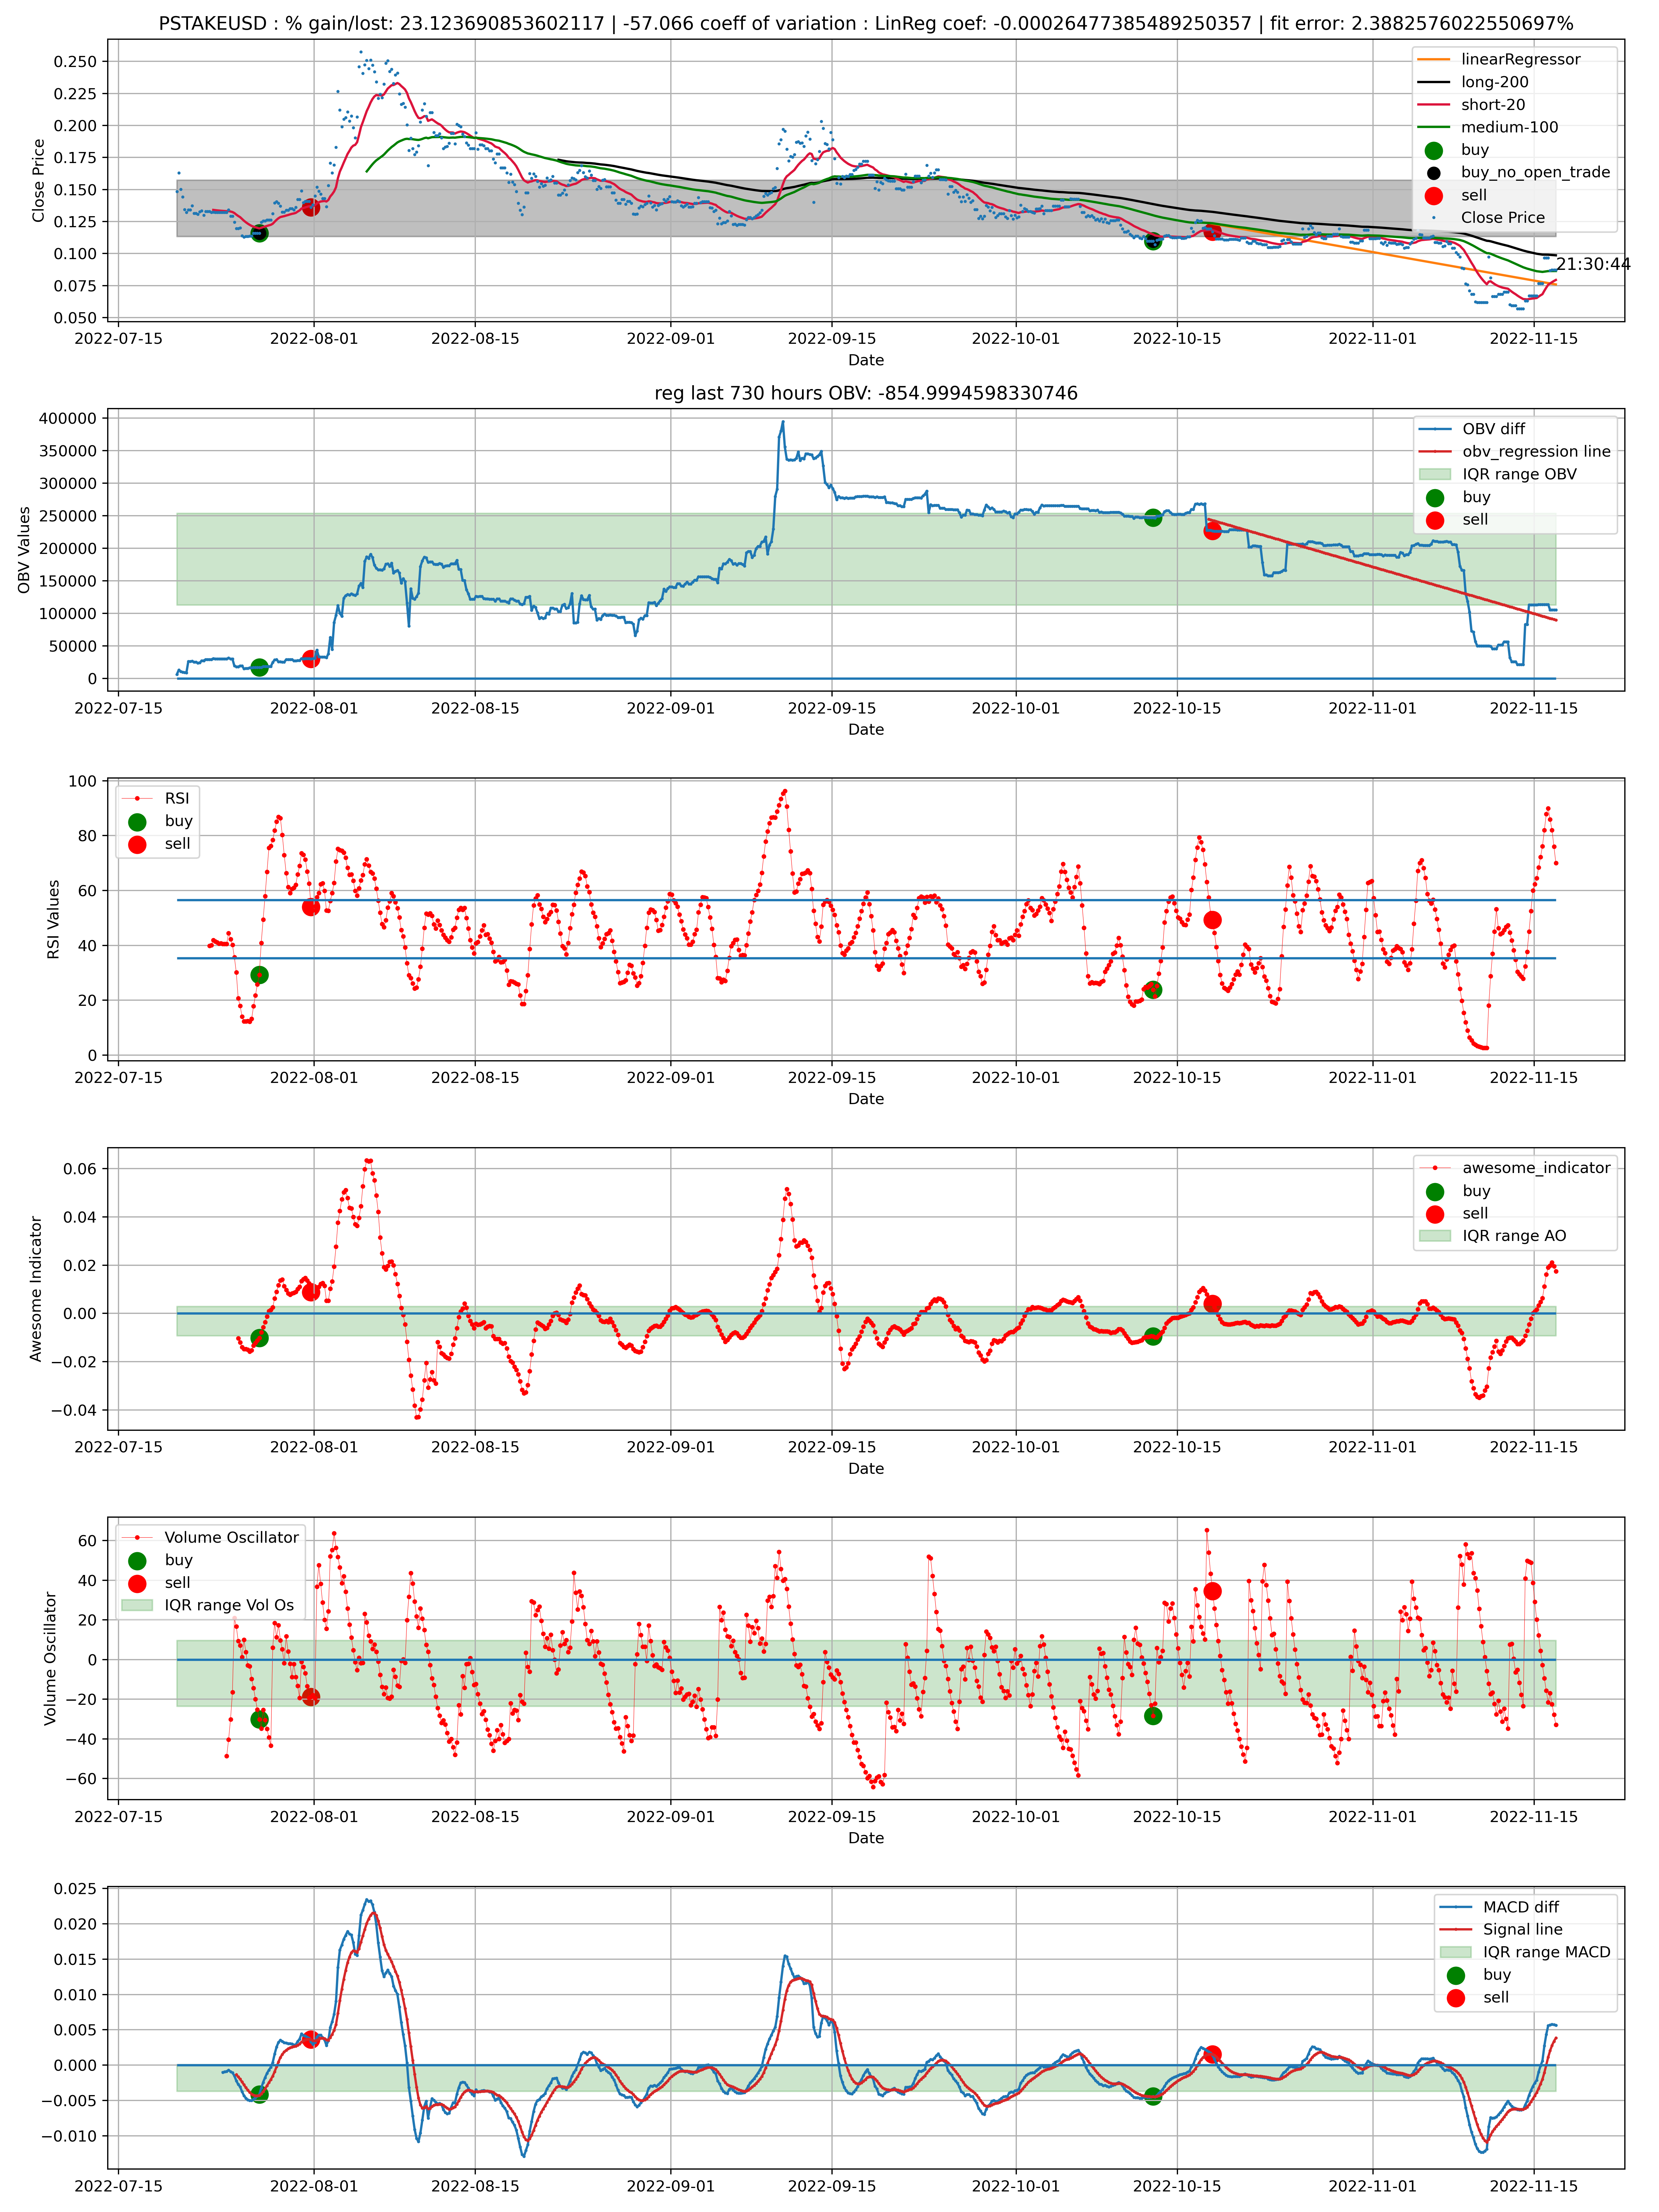 PSTAKEUSD : % gain/lost: 23.123690853602117 | -57.066 coeff of variation : LinReg coef: -0.00026477385489250357 | fit error: 2.3882576022550697%
0.250
0.225
0.200
0.175
0.150
0.125
0.100
0.075
0.050
Close Price
linearRegressor
long-200
short-20
medium-100
buy
buy_no_open_trade
sell
Close Price
21:30:44
2022-07-15 2022-08-01 2022-08-15 2022-09-01 2022-09-15 2022-10-01 2022-10-15 2022-11-01 2022-11-15
Date
reg last 730 hours OBV: -854.9994598330746
400000
350000
300000
250000
200000
150000
100000
50000
0
OBV Values
OBV diff
obv_regression line
IQR range OBV
buy
sell
2022-07-15 2022-08-01 2022-08-15 2022-09-01 2022-09-15 2022-10-01 2022-10-15 2022-11-01 2022-11-15
Date
100
80
60
40
20
0
RSI Values
RSI
buy
sell
2022-07-15 2022-08-01 2022-08-15 2022-09-01 2022-09-15 2022-10-01 2022-10-15 2022-11-01 2022-11-15
Date
0.06
0.04
0.02
0.00
−0.02
−0.04
Awesome Indicator
awesome_indicator
buy
sell
IQR range AO
2022-07-15 2022-08-01 2022-08-15 2022-09-01 2022-09-15 2022-10-01 2022-10-15 2022-11-01 2022-11-15
Date
60
40
20
0
−20
−40
−60
Volume Oscillator
Volume Oscillator
buy
sell
IQR range Vol Os
2022-07-15 2022-08-01 2022-08-15 2022-09-01 2022-09-15 2022-10-01 2022-10-15 2022-11-01 2022-11-15
Date
0.025
0.020
0.015
0.010
0.005
0.000
−0.005
−0.010
MACD diff
Signal line
IQR range MACD
buy
sell
2022-07-15 2022-08-01 2022-08-15 2022-09-01 2022-09-15 2022-10-01 2022-10-15 2022-11-01 2022-11-15